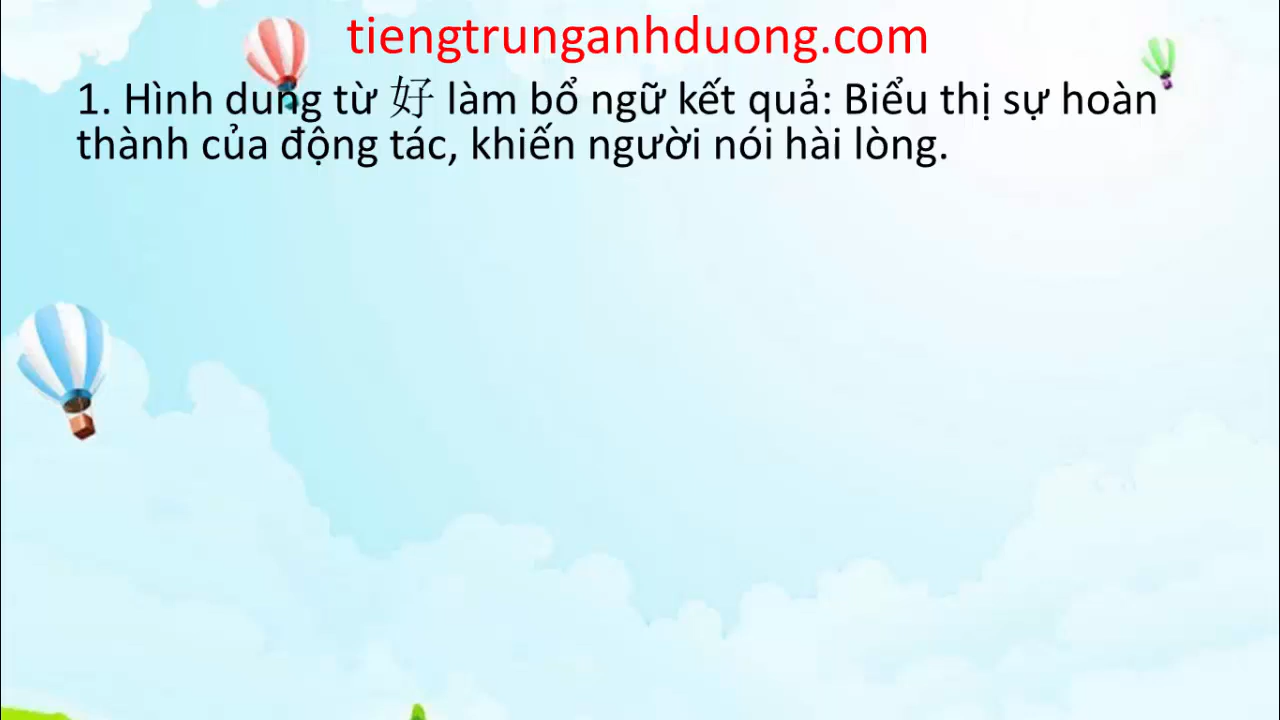 tiengtrunganhduong.com
1. Hình dung từ 好 làm bổ ngữ kết quả: Biểu thị sự hoàn
thành của động tác, khiến người nói hài lòng.